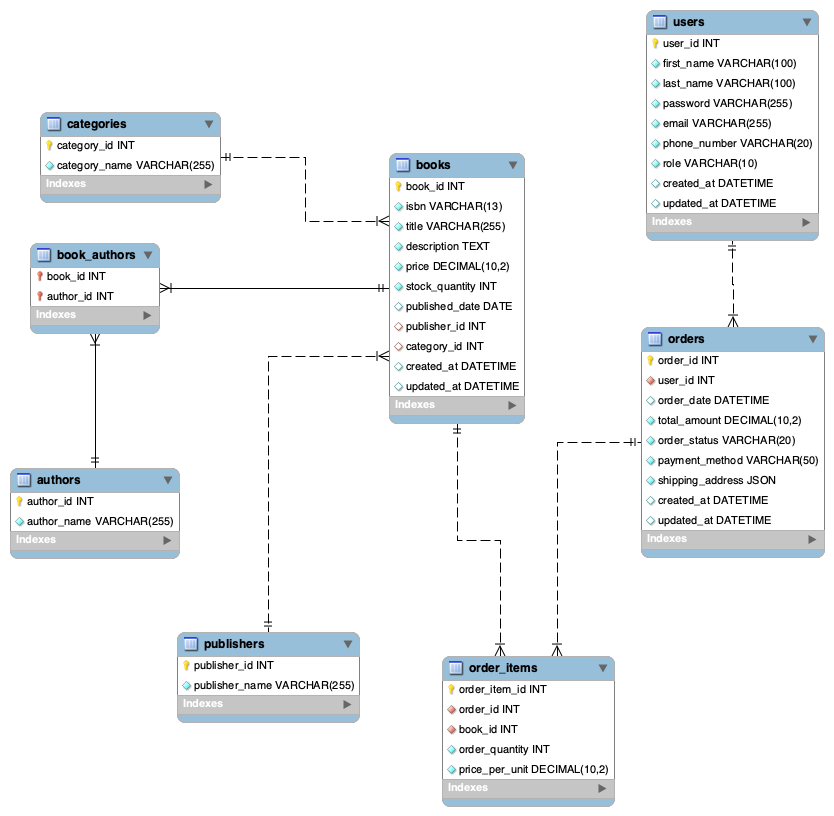 users
user_id INT
first_name VARCHAR(100)
last_name VARCHAR(100)
password VARCHAR(255)
email VARCHAR(255)
phone_number VARCHAR(20)
role VARCHAR(10)
created_at DATETIME
updated_at DATETIME
Indexes
categories
category_id INT
category_name VARCHAR(255)
Indexes
books
book_id INT
isbn VARCHAR(13)
title VARCHAR(255)
description TEXT
price DECIMAL(10,2)
stock_quantity INT
published_date DATE
publisher_id INT
category_id INT
created_at DATETIME
updated_at DATETIME
Indexes
book_authors
book_id INT
author_id INT
Indexes
orders
order_id INT
user_id INT
order_date DATETIME
total_amount DECIMAL(10,2)
order_status VARCHAR(20)
payment_method VARCHAR(50)
shipping_address JSON
created_at DATETIME
updated_at DATETIME
Indexes
authors
author_id INT
author_name VARCHAR(255)
Indexes
publishers
publisher_id INT
publisher_name VARCHAR(255)
Indexes
order_items
order_item_id INT
order_id INT
book_id INT
order_quantity INT
price_per_unit DECIMAL(10,2)
Indexes